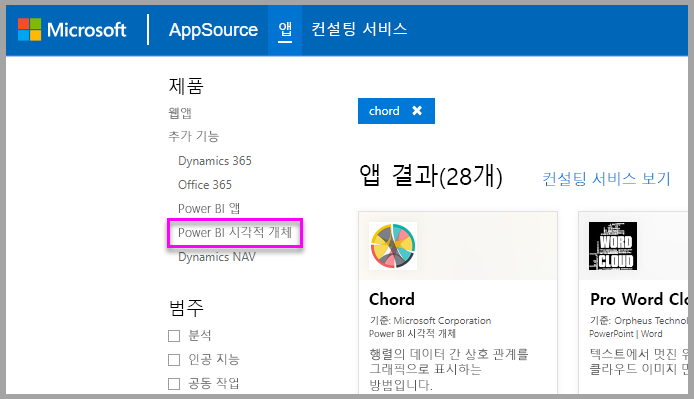 Microsoft AppSource 앱 컨설팅 서비스
제품
웹앱
추가 기능
Dynamics 365
Office 365
Power BI 앱
Power BI 시각적 개체
Dynamics NAV
범주
분석
인공 지능
공동 작업
chord ✖
앱 결과(28개) 컨설팅 서비스 보기
Chord
기준: Microsoft Corporation
Power BI 시각적 개체
행렬의 데이터 간 상호 관계를
그래픽으로 표시하는
방법입니다.
WORD
CLOUD
Pro Word Clo
기준: Orpheus Technolo
PowerPoint | Word
텍스트에서 멋진 워
클라우드 이미지 만